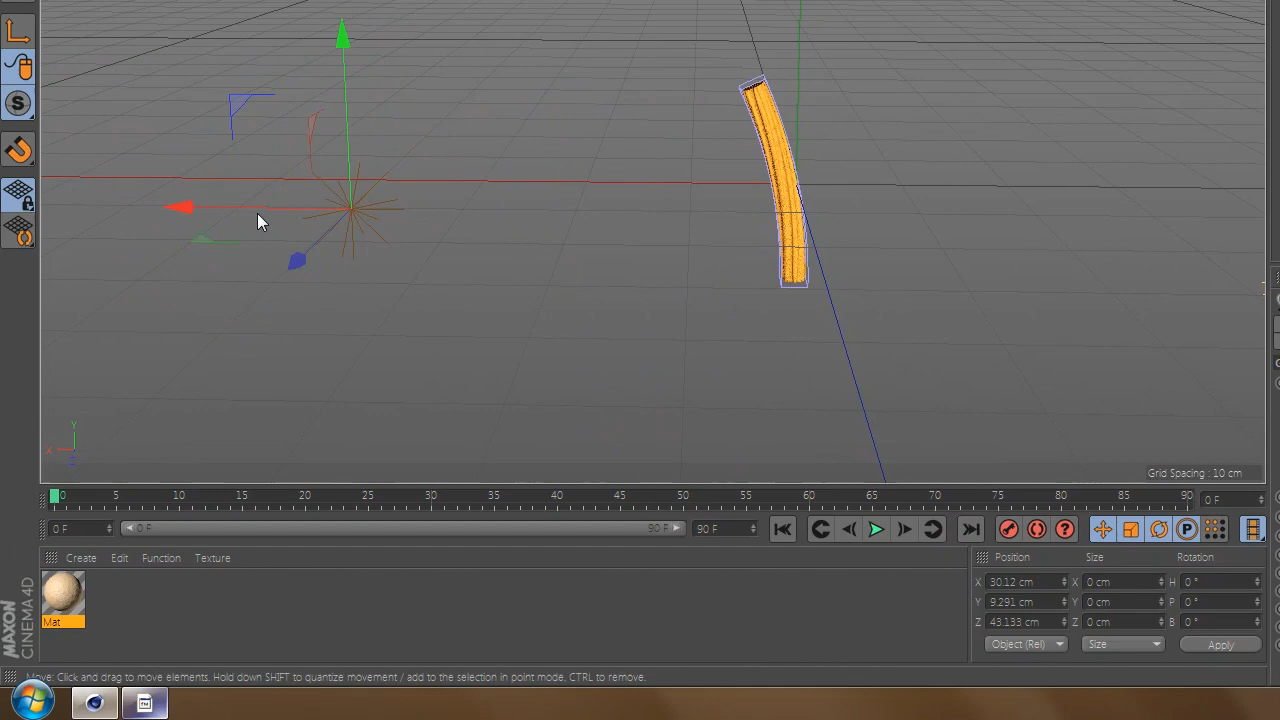 S
Y
X
Z
Grid Spacing : 10 cm
0 5 10 15 20 25 30 35 40 45 50 55 60 65 70 75 80 85 90 0 F
0 F 0 F 90 F 90 F
P
Create Edit Function Texture
Position Size Rotation
X 30.12 cm X 0 cm H 0 °
Y 9.291 cm Y 0 cm P 0 °
Z 43.133 cm Z 0 cm B 0 °
Object (Rel) Size Apply
Mat
MAXON
CINEMA 4D
Move: Click and drag to move elements. Hold down SHIFT to quantize movement / add to the selection in point mode, CTRL to remove.